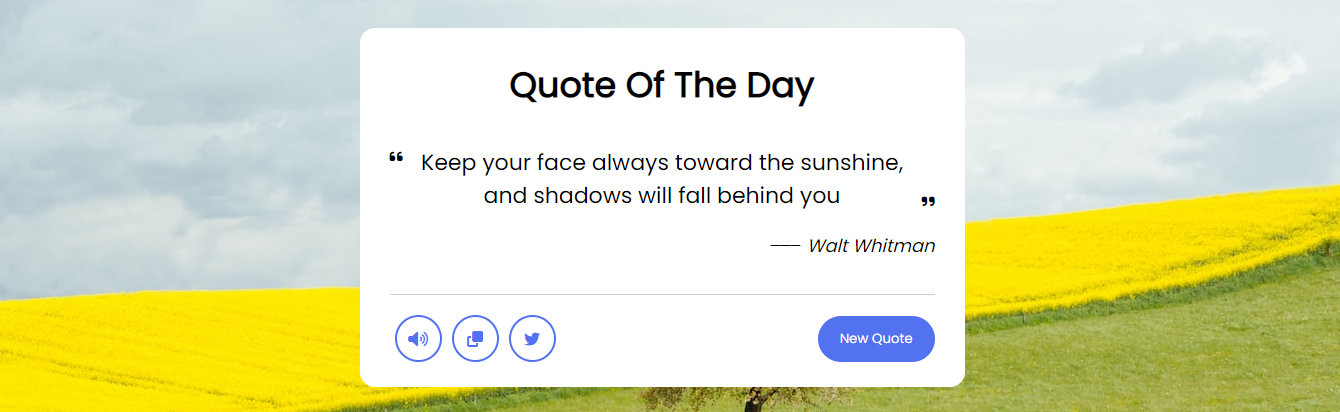 Quote Of The Day
“ Keep your face always toward the sunshine,
and shadows will fall behind you ”
—— Walt Whitman
New Quote